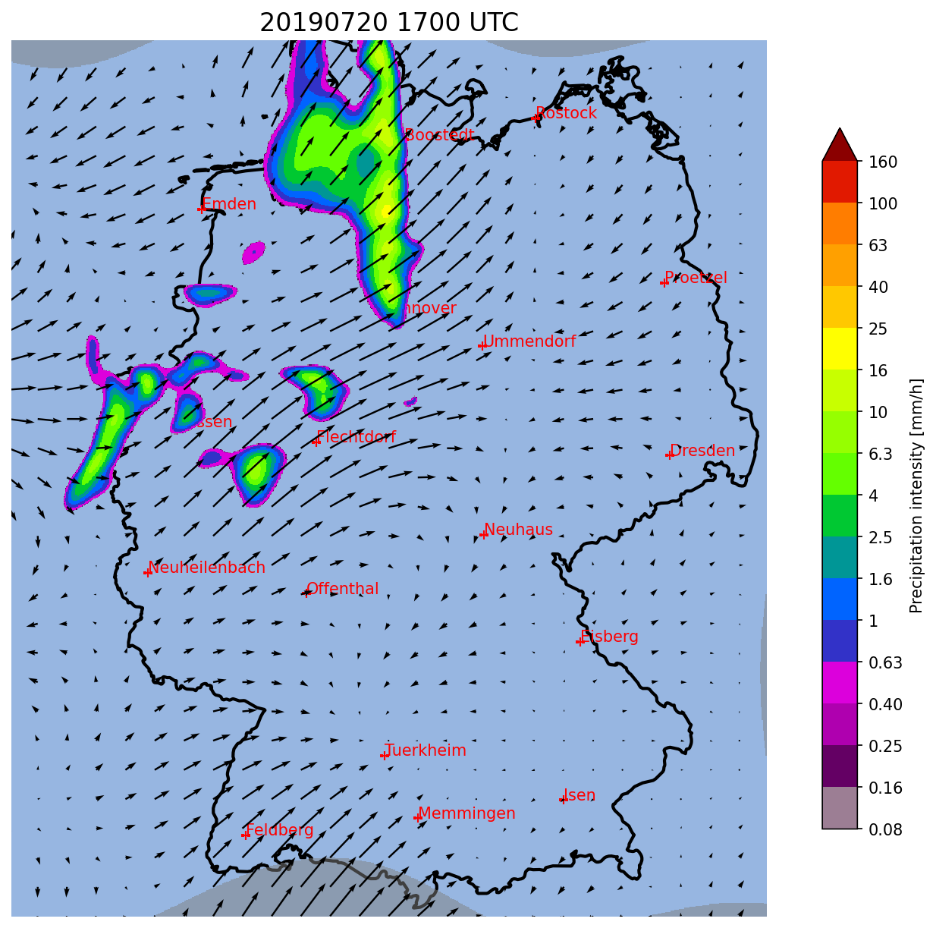 20190720 1700 UTC
Rostock
Boostedt
Emden
Proetzel
nnover
Ummendorf
ssen
Flechtdorf
Dresden
Neuhaus
Neuheilenbach
Offenthal
Eisberg
Tuerkheim
Isen
Memmingen
Feldberg
160
100
63
40
25
16
10
6.3
4
2.5
1.6
1
0.63
0.40
0.25
0.16
0.08
Precipitation intensity [mm/h]